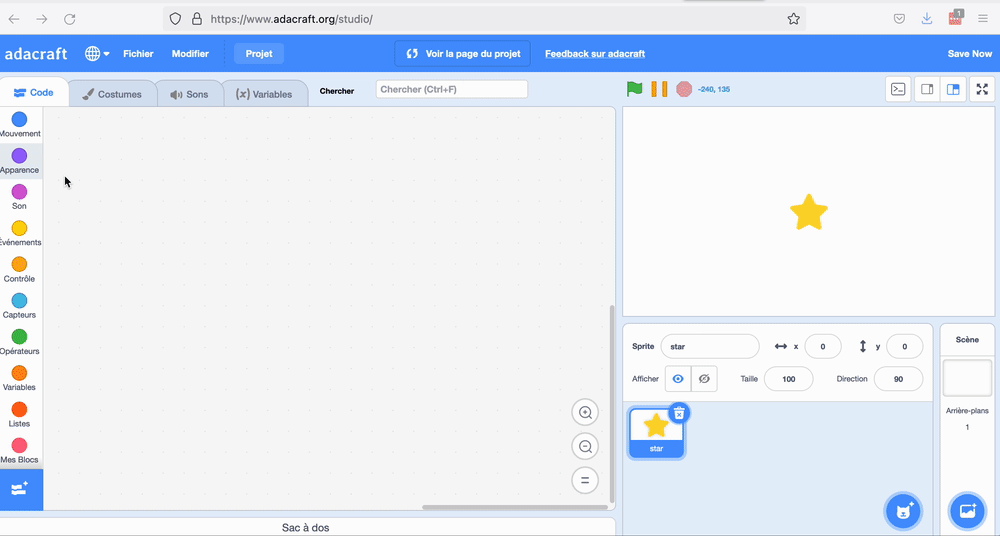 https://www.adacraft.org/studio/
1
adacraft
Fichier
Modifier
Projet
Voir la page du projet
Feedback sur adacraft
Save Now
Code
Costumes
Sons
(x) Variables
Chercher
Chercher (Ctrl+F)
-240, 135
Mouvement
Apparence
Son
Événements
Contrôle
Capteurs
Opérateurs
Variables
Listes
Mes Blocs
Sprite
star
x
0
y
0
Afficher
Taille
100
Direction
90
star
Scène
Arrière-plans
1
Sac à dos